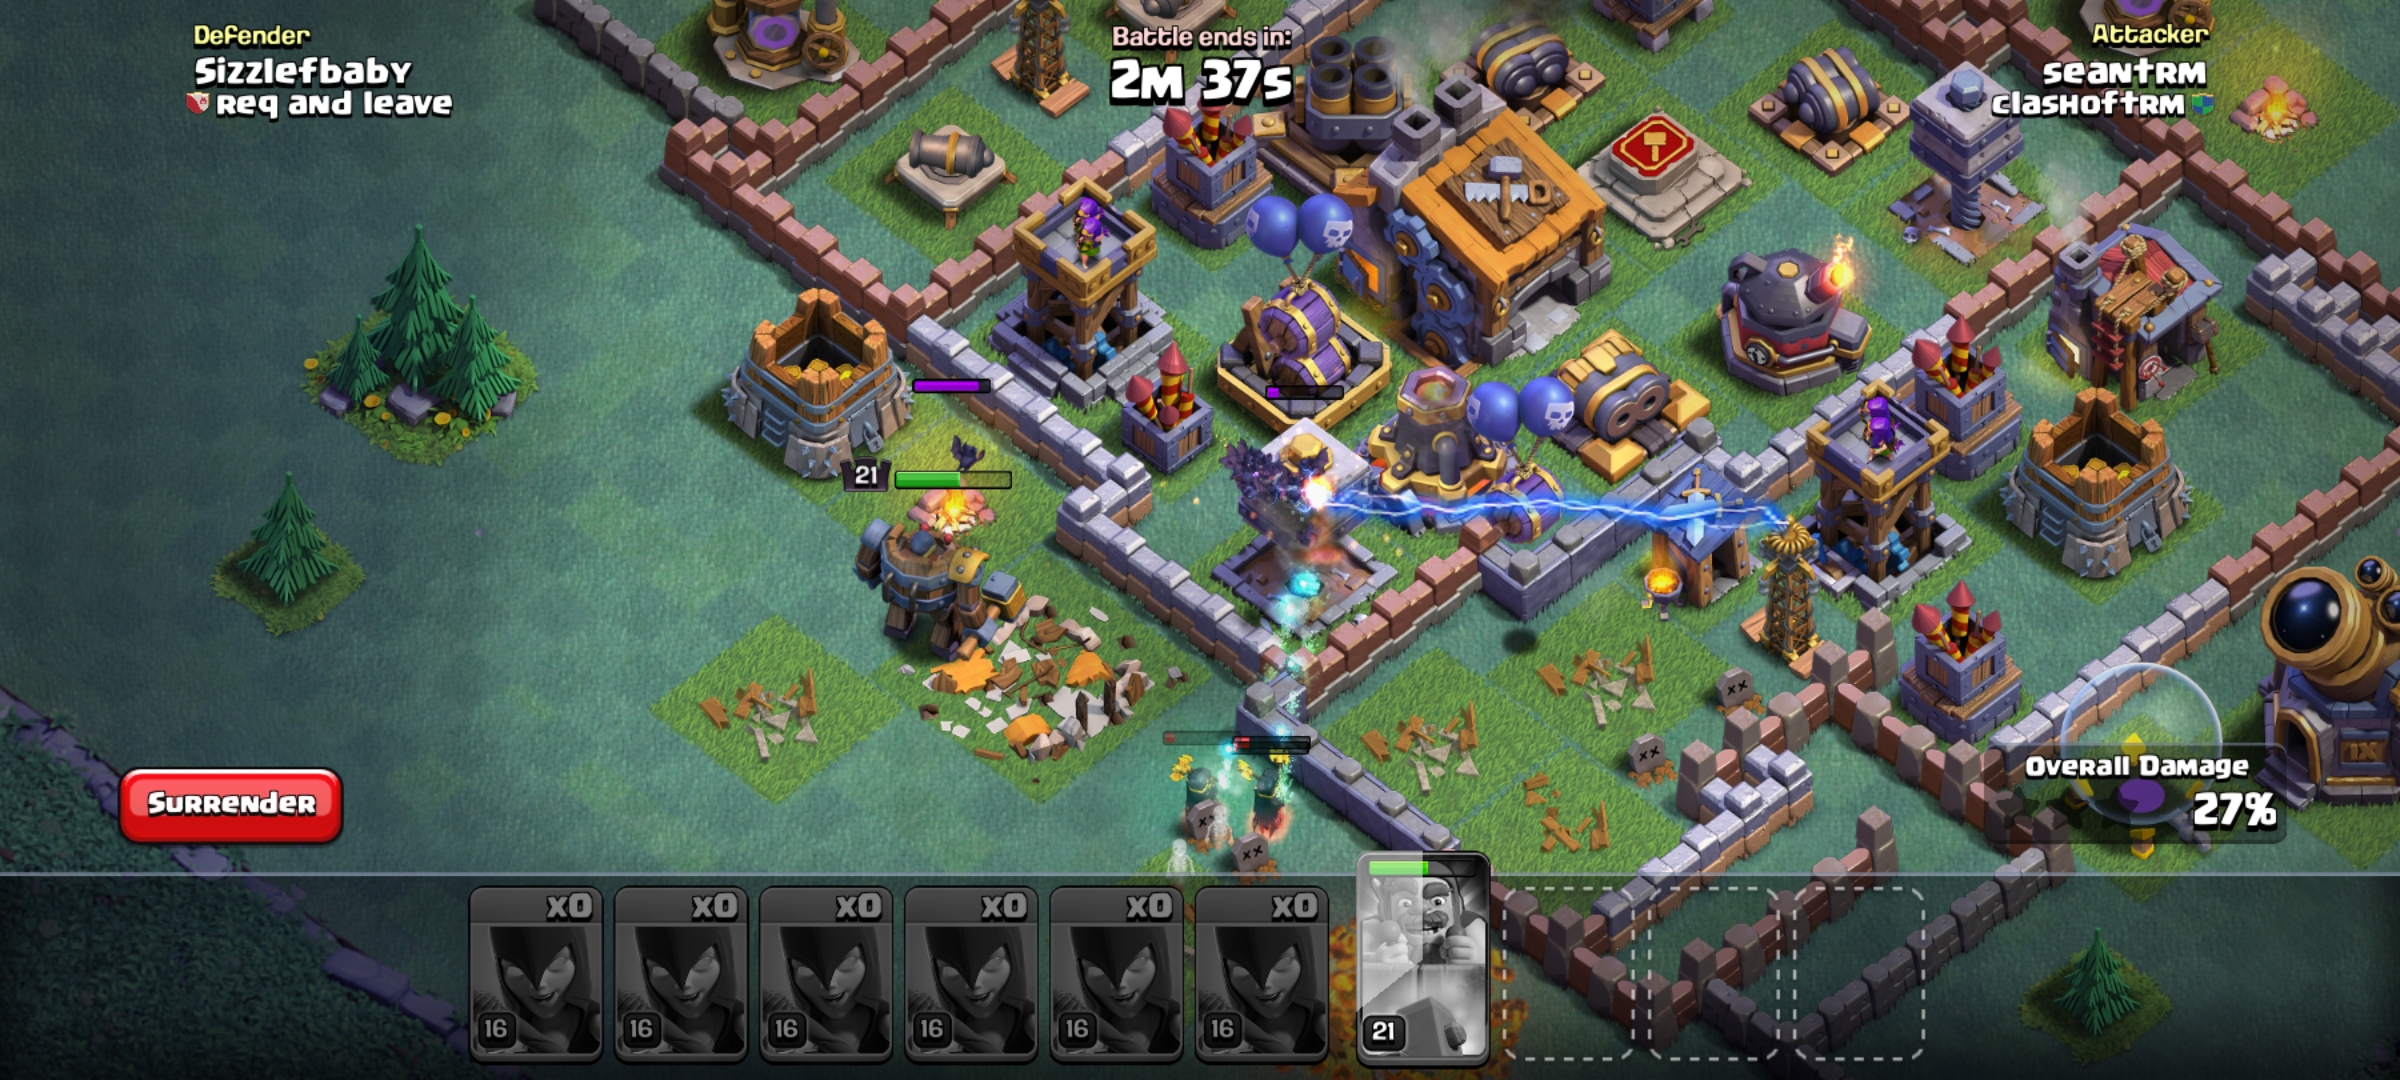 Defender
Sizzlefbaby
req and leave
Battle ends in:
2M 37s
Attacker
seantRM
clashoftRM
21
IX
Surrender
Overall Damage
27%
x0
x0
x0
x0
x0
x0
16
16
16
16
16
16
21